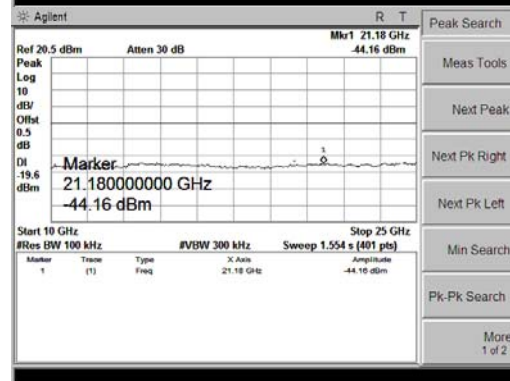 Agilent R T
Mkr1 21.18 GHz
Ref 20.5 dBm Atten 30 dB -44.16 dBm
Peak
Log
10
dB/
Offst
0.5
dB
DI
-19.6
dBm
1
Marker
21.180000000 GHz
-44.16 dBm
Start 10 GHz Stop 25 GHz
#Res BW 100 kHz #VBW 300 kHz Sweep 1.554 s (401 pts)
Marker Trace Type X Axis Amplitude
1 (1) Freq 21.18 GHz -44.16 dBm
Peak Search
Meas Tools
Next Peak
Next Pk Right
Next Pk Left
Min Search
Pk-Pk Search
More
1 of 2